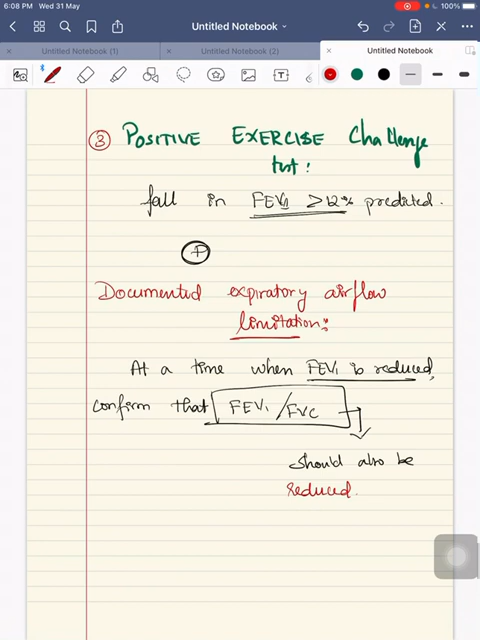 6:08 PM Wed 31 May
100%
Untitled Notebook
Untitled Notebook (1)
Untitled Notebook (2)
Untitled Notebook
③ POSITIVE EXERCISE Challenge
test:
fall in FEV1 >12% predicted.
+
Documented expiratory airflow
limitation:
At a time when FEV1 is reduced,
confirm that FEV1/FVC
should also be
reduced.